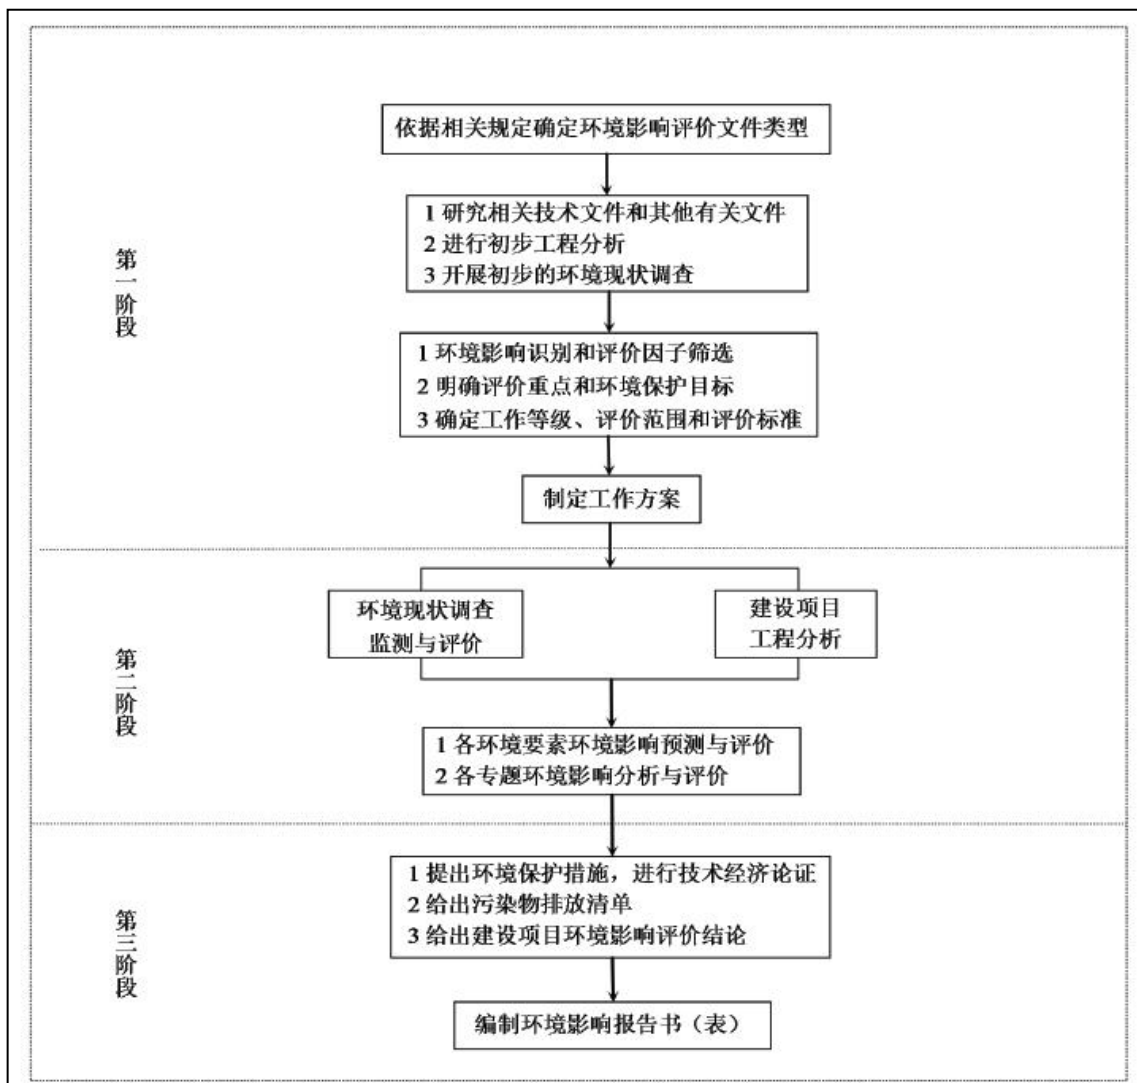 依据相关规定确定环境影响评价文件类型
1 研究相关技术文件和其他有关文件
2 进行初步工程分析
3 开展初步的环境现状调查
第一阶段
1 环境影响识别和评价因子筛选
2 明确评价重点和环境保护目标
3 确定工作等级、评价范围和评价标准
制定工作方案
环境现状调查
监测与评价
建设项目
工程分析
第二阶段
1 各环境要素环境影响预测与评价
2 各专题环境影响分析与评价
1 提出环境保护措施，进行技术经济论证
2 给出污染物排放清单
3 给出建设项目环境影响评价结论
第三阶段
编制环境影响报告书（表）